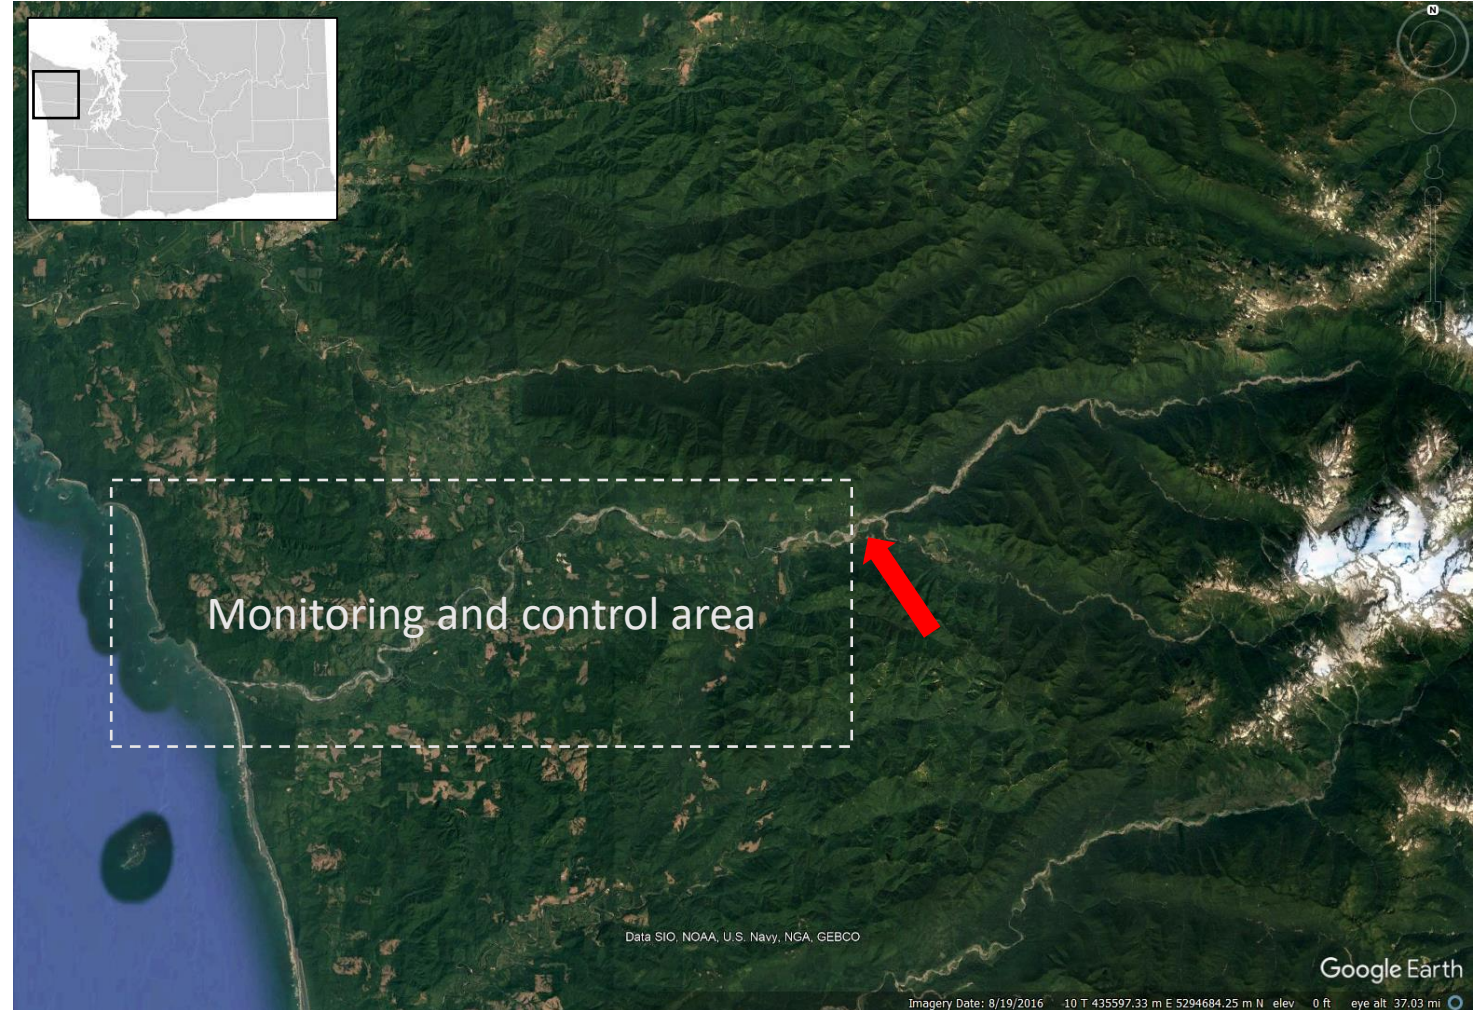 N
Monitoring and control area
Data SIO, NOAA, U.S. Navy, NGA, GEBCO
Google Earth
Imagery Date: 8/19/2016 10 T 435597.33 m E 5294684.25 m N elev 0 ft eye alt 37.03 mi